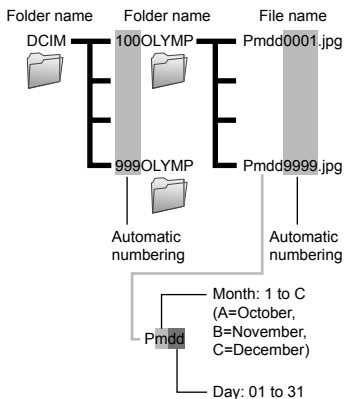 Folder name Folder name File name
DCIM 100OLYMP Pmdd0001.jpg
999OLYMP Pmdd9999.jpg
Automatic numbering Automatic numbering
Month: 1 to C
(A=October,
B=November,
C=December)
Pmdd
Day: 01 to 31